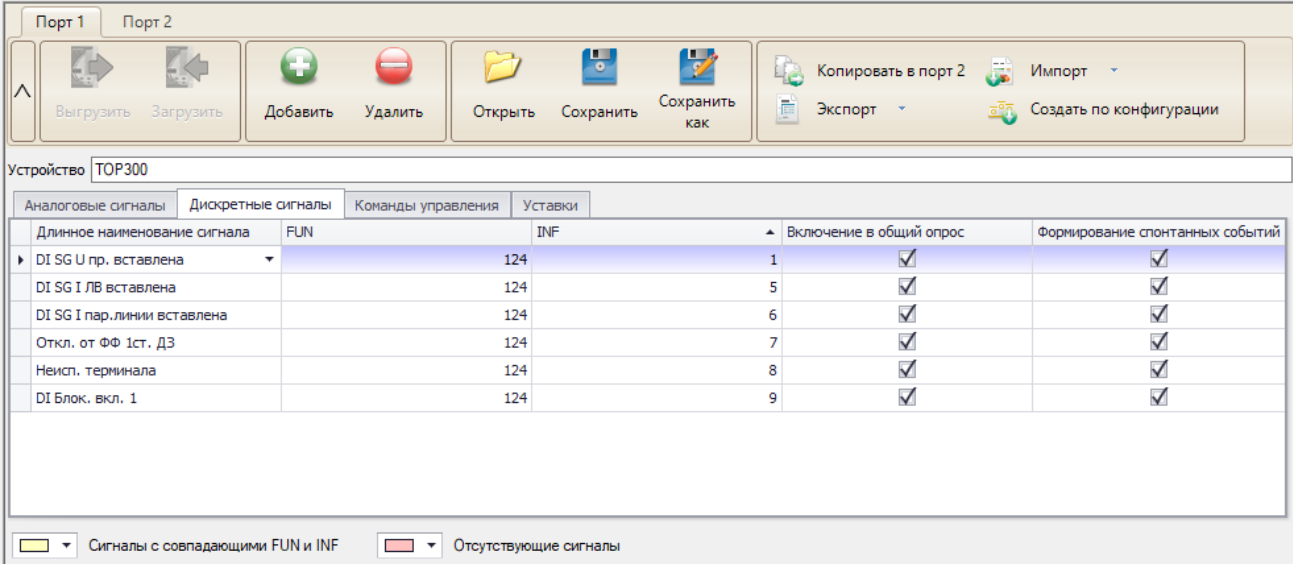 Порт 1 Порт 2
Выгрузить Загрузить Добавить Удалить Открыть Сохранить Сохранить как
Копировать в порт 2 Импорт
Экспорт Создать по конфигурации
Устройство ТОР300
Аналоговые сигналы Дискретные сигналы Команды управления Уставки
Длинное наименование сигнала FUN INF Включение в общий опрос Формирование спонтанных событий
DI SG U пр. вставлена 124 1
DI SG I ЛВ вставлена 124 5
DI SG I пар.линии вставлена 124 6
Откл. от ФФ 1ст. ДЗ 124 7
Неисп. терминала 124 8
DI Блок. вкл. 1 124 9
Сигналы с совпадающими FUN и INF Отсутствующие сигналы